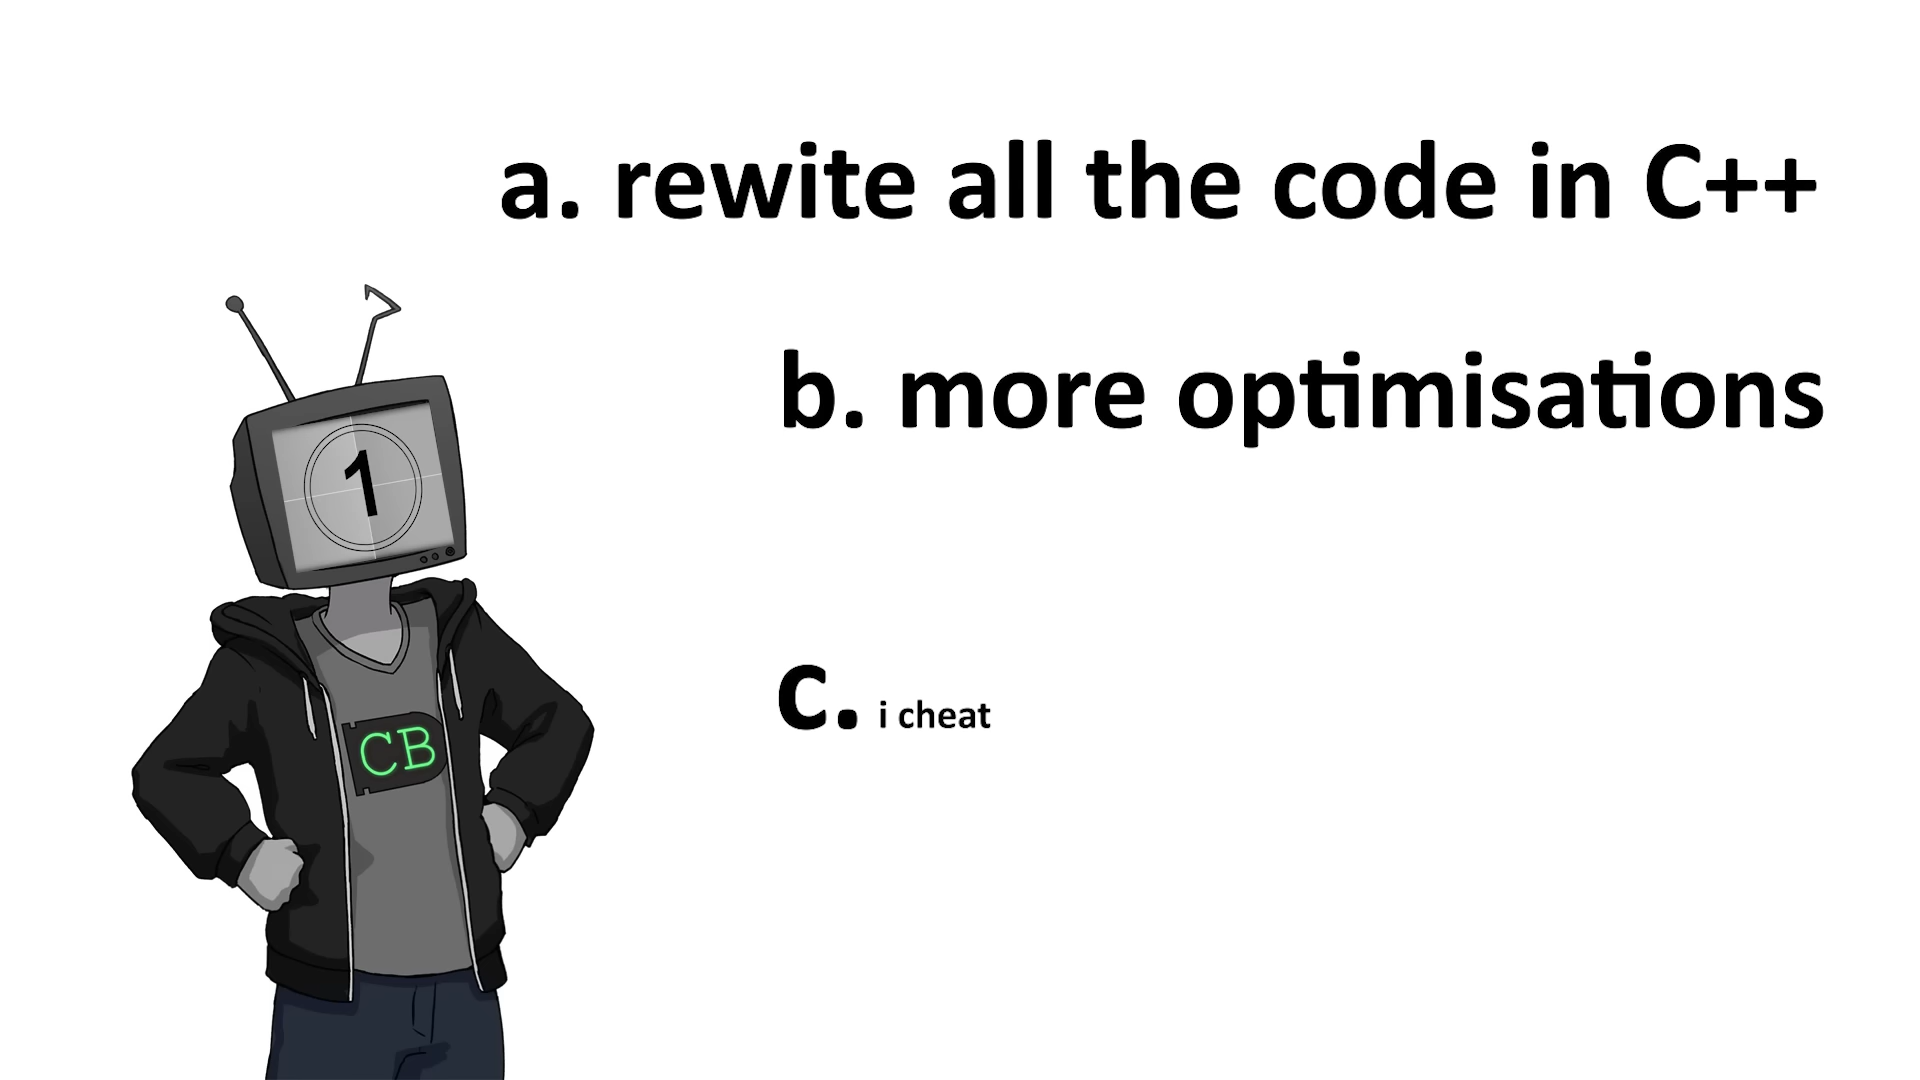 a. rewite all the code in C++
b. more optimisations
1
c. i cheat
CB